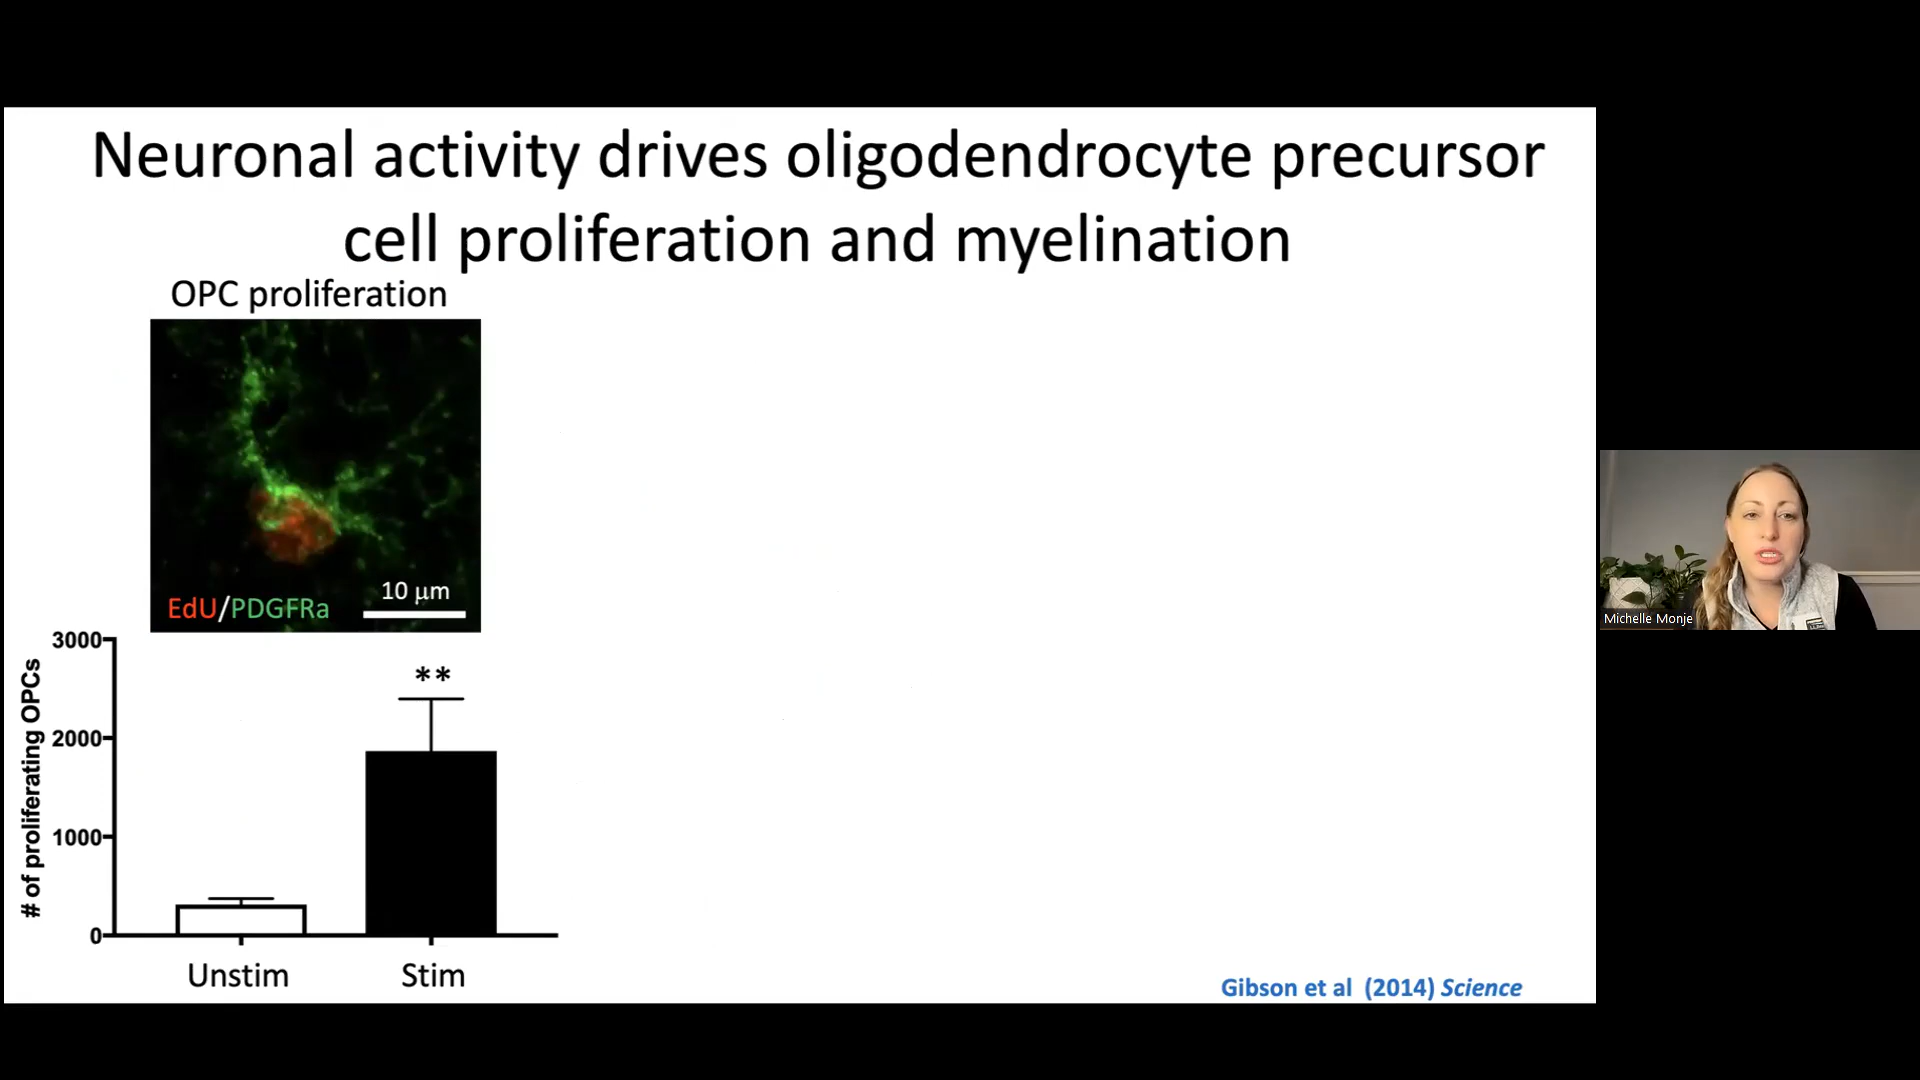 Neuronal activity drives oligodendrocyte precursor
cell proliferation and myelination
OPC proliferation
EdU/PDGFRa
10 μm
# of proliferating OPCs
3000
2000
1000
0
**
Unstim
Stim
Gibson et al (2014) Science
Michelle Monje